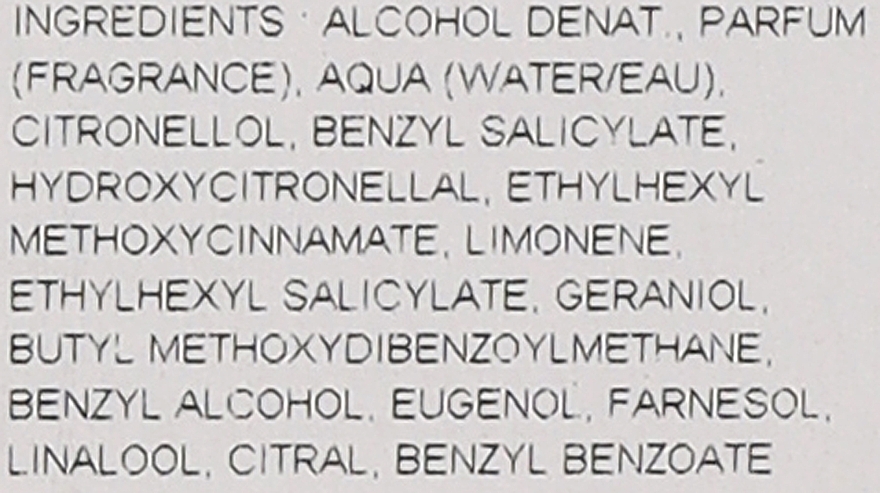 INGREDIENTS · ALCOHOL DENAT., PARFUM
(FRAGRANCE), AQUA (WATER/EAU),
CITRONELLOL, BENZYL SALICYLATE,
HYDROXYCITRONELLAL, ETHYLHEXYL
METHOXYCINNAMATE, LIMONENE,
ETHYLHEXYL SALICYLATE, GERANIOL,
BUTYL METHOXYDIBENZOYLMETHANE,
BENZYL ALCOHOL, EUGENOL, FARNESOL,
LINALOOL, CITRAL, BENZYL BENZOATE